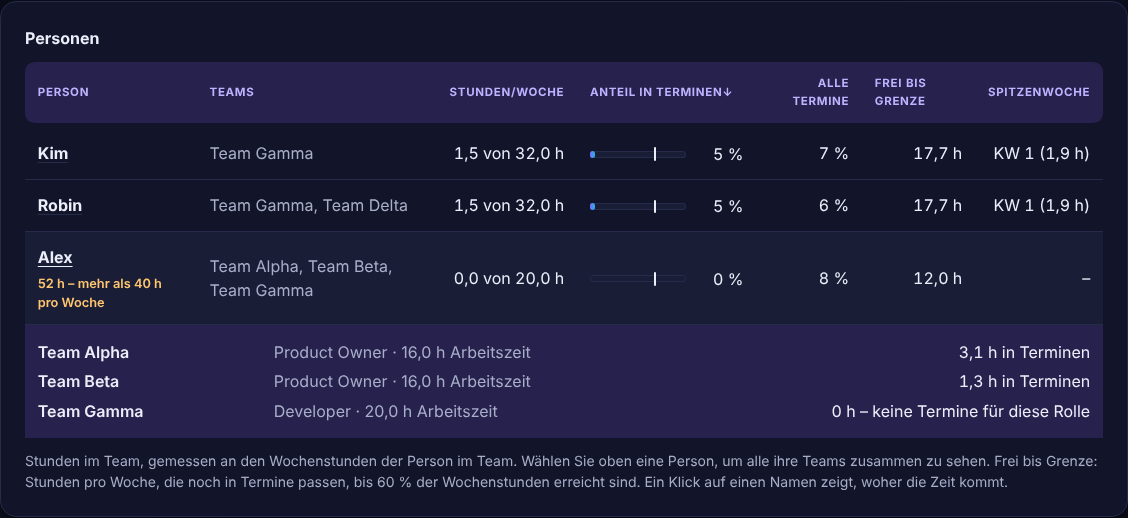 Personen
PERSON TEAMS STUNDEN/WOCHE ANTEIL IN TERMINEN↓ ALLE TERMINE FREI BIS GRENZE SPITZENWOCHE
Kim Team Gamma 1,5 von 32,0 h 5 % 7 % 17,7 h KW 1 (1,9 h)
Robin Team Gamma, Team Delta 1,5 von 32,0 h 5 % 6 % 17,7 h KW 1 (1,9 h)
Alex
52 h – mehr als 40 h
pro Woche
Team Alpha, Team Beta,
Team Gamma
0,0 von 20,0 h 0 % 8 % 12,0 h –
Team Alpha Product Owner · 16,0 h Arbeitszeit 3,1 h in Terminen
Team Beta Product Owner · 16,0 h Arbeitszeit 1,3 h in Terminen
Team Gamma Developer · 20,0 h Arbeitszeit 0 h – keine Termine für diese Rolle
Stunden im Team, gemessen an den Wochenstunden der Person im Team. Wählen Sie oben eine Person, um alle ihre Teams zusammen zu sehen. Frei bis Grenze:
Stunden pro Woche, die noch in Termine passen, bis 60 % der Wochenstunden erreicht sind. Ein Klick auf einen Namen zeigt, woher die Zeit kommt.